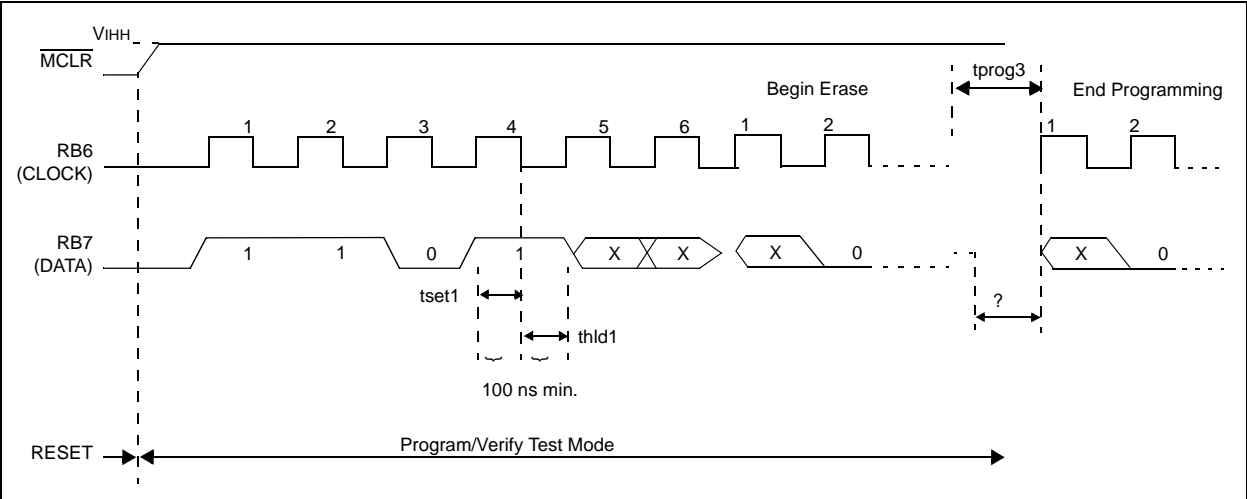 VIHH
MCLR
tprog3
Begin Erase
End Programming
1 2 3 4 5 6 1 2 1 2
RB6
(CLOCK)
RB7
(DATA)
1 1 0 1 X X X 0 X 0
tset1
?
thld1
100 ns min.
RESET
Program/Verify Test Mode